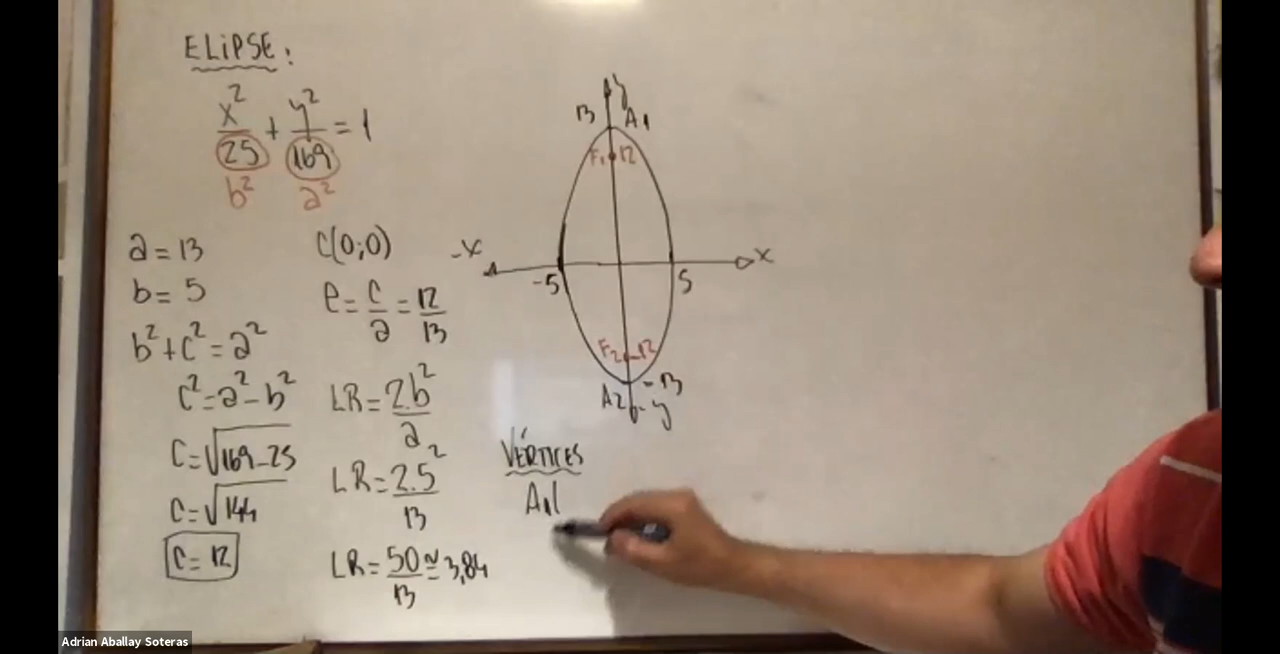 ELIPSE:
x²/25 + y²/169 = 1
b² a²
a = 13
b = 5
b² + c² = a²
c² = a² - b²
C = √169-25
C = √144
C = 12
C(0;0)
e = c/a = 12/13
LR = 2b²/a
LR = 2.5²/13
LR = 50/13 ≅ 3,84
y
13 A1
F1 12
-x x
-5 5
F2 -12
A2 -13
-y
VÉRTICES
A1(
Adrian Aballay Soteras